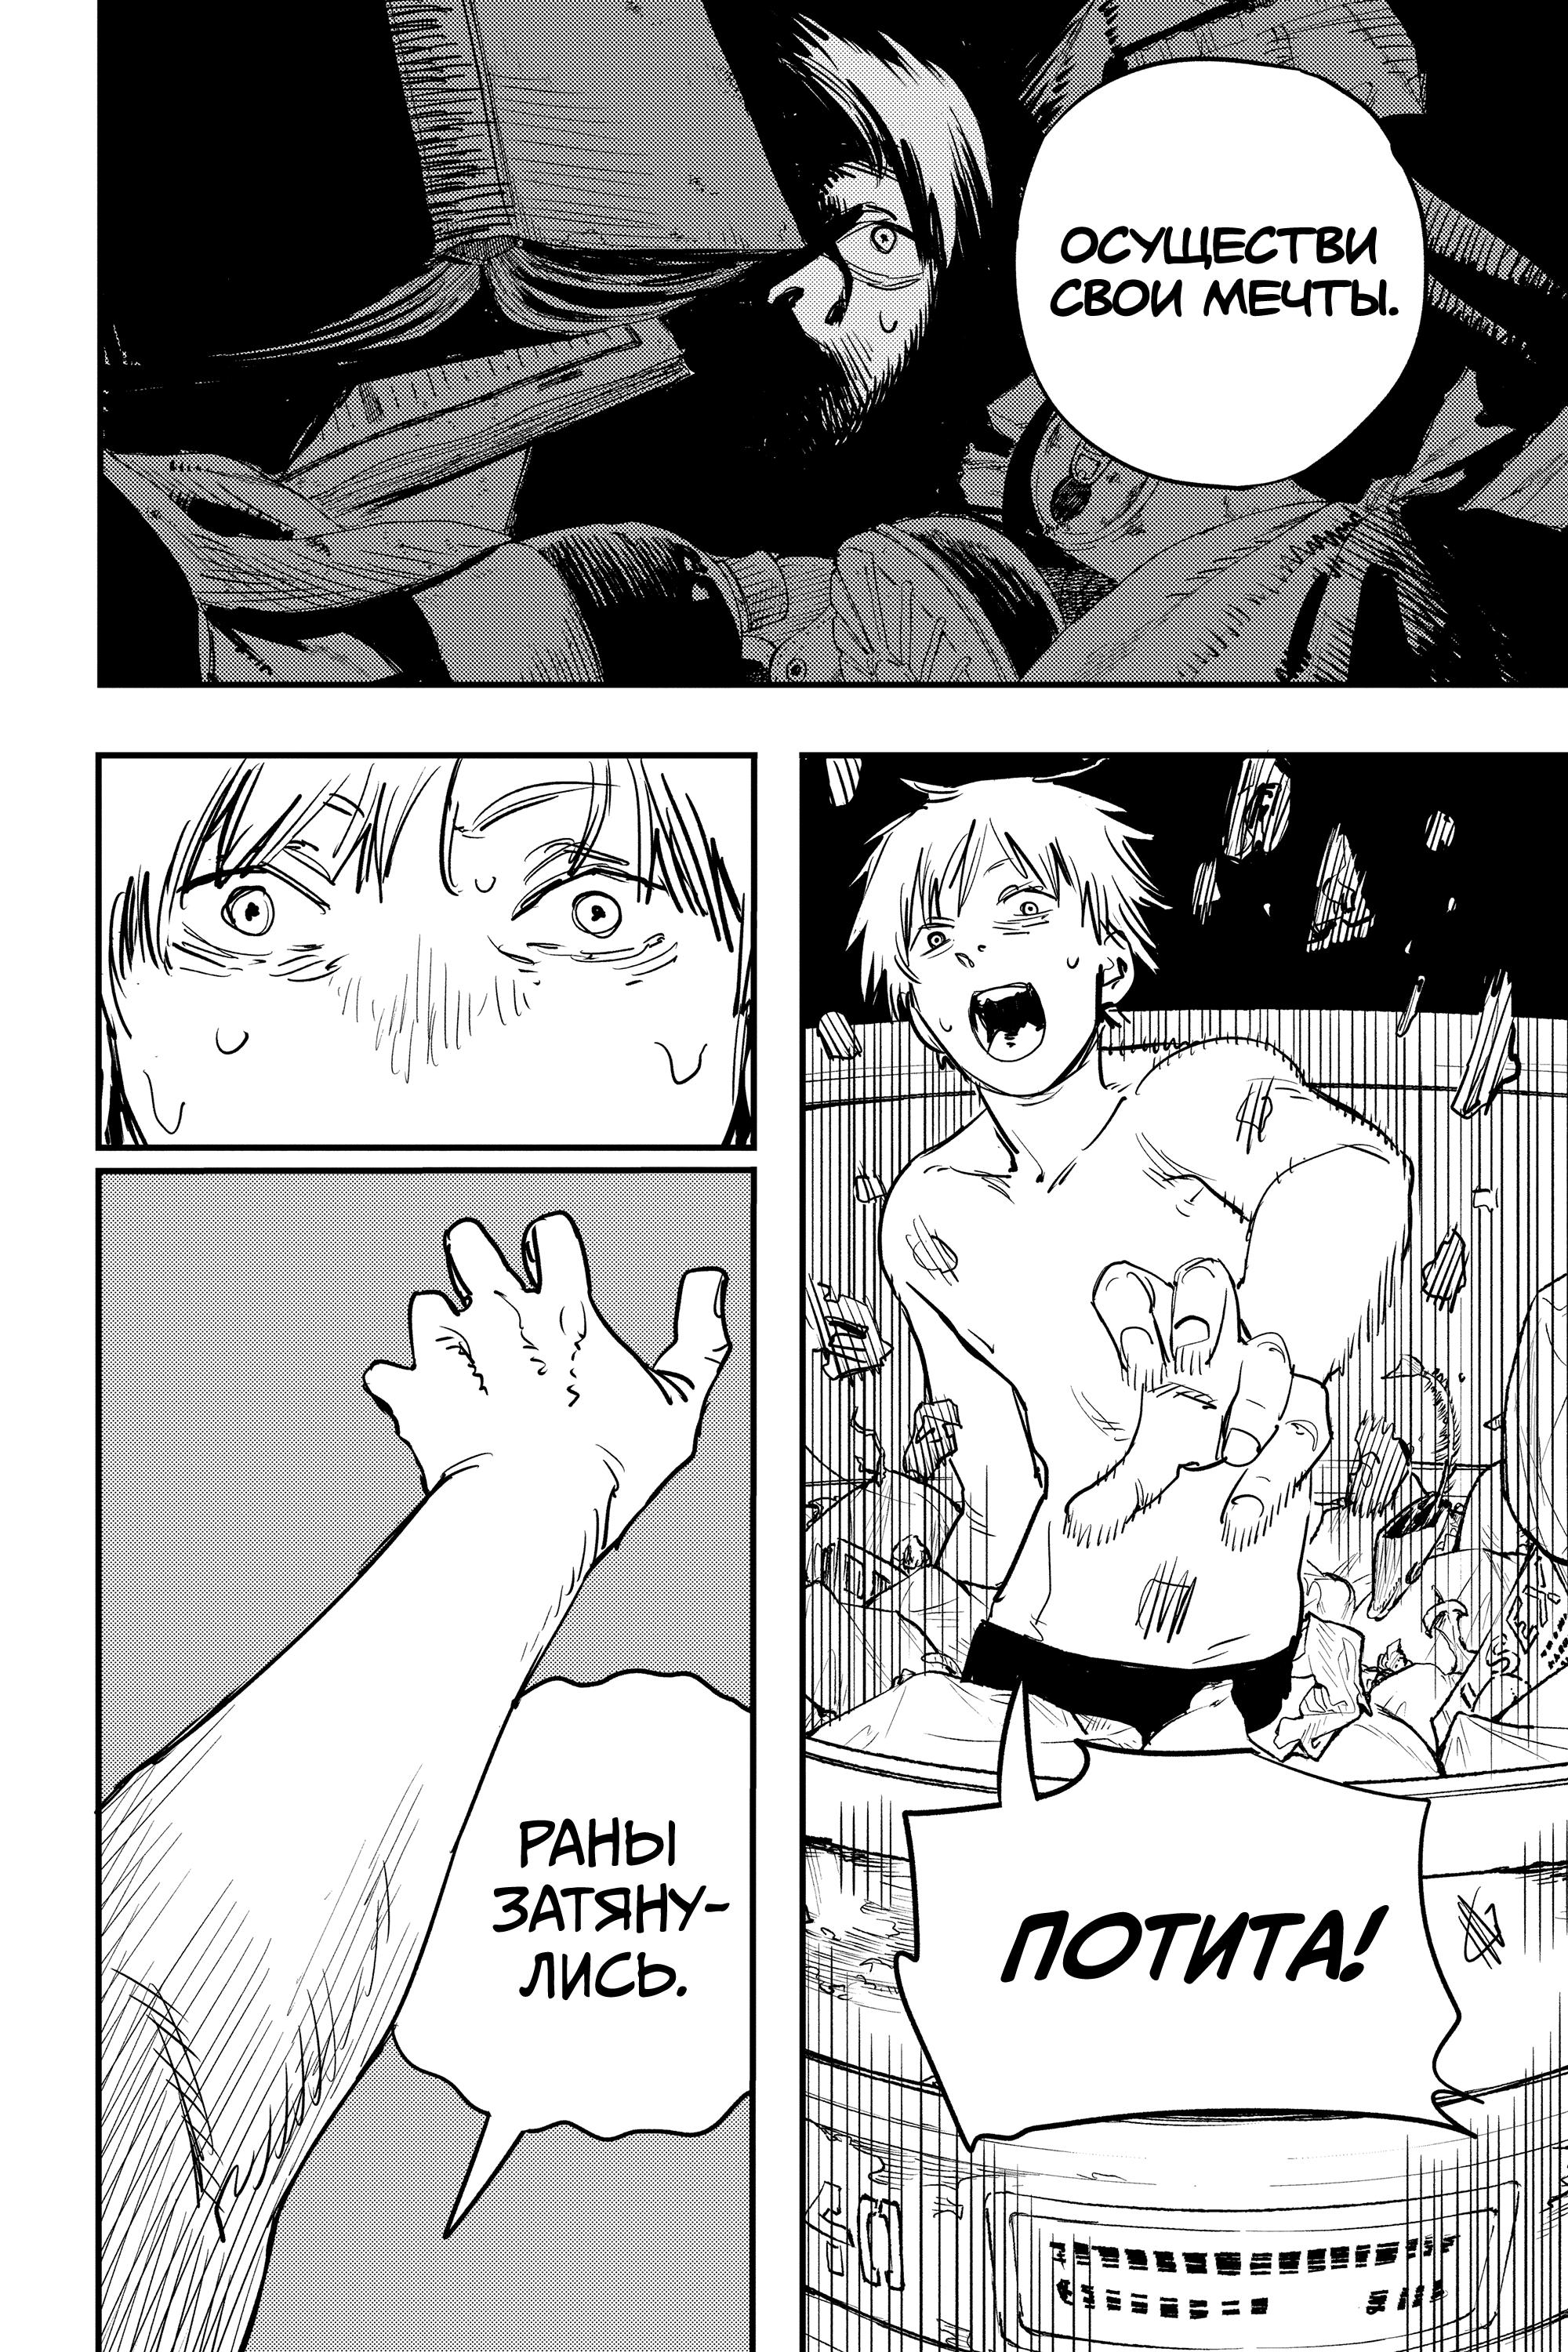 ОСУЩЕСТВИ
СВОИ МЕЧТЫ.
ПОТИТА!
РАНЫ
ЗАТЯНУ-
ЛИСЬ.